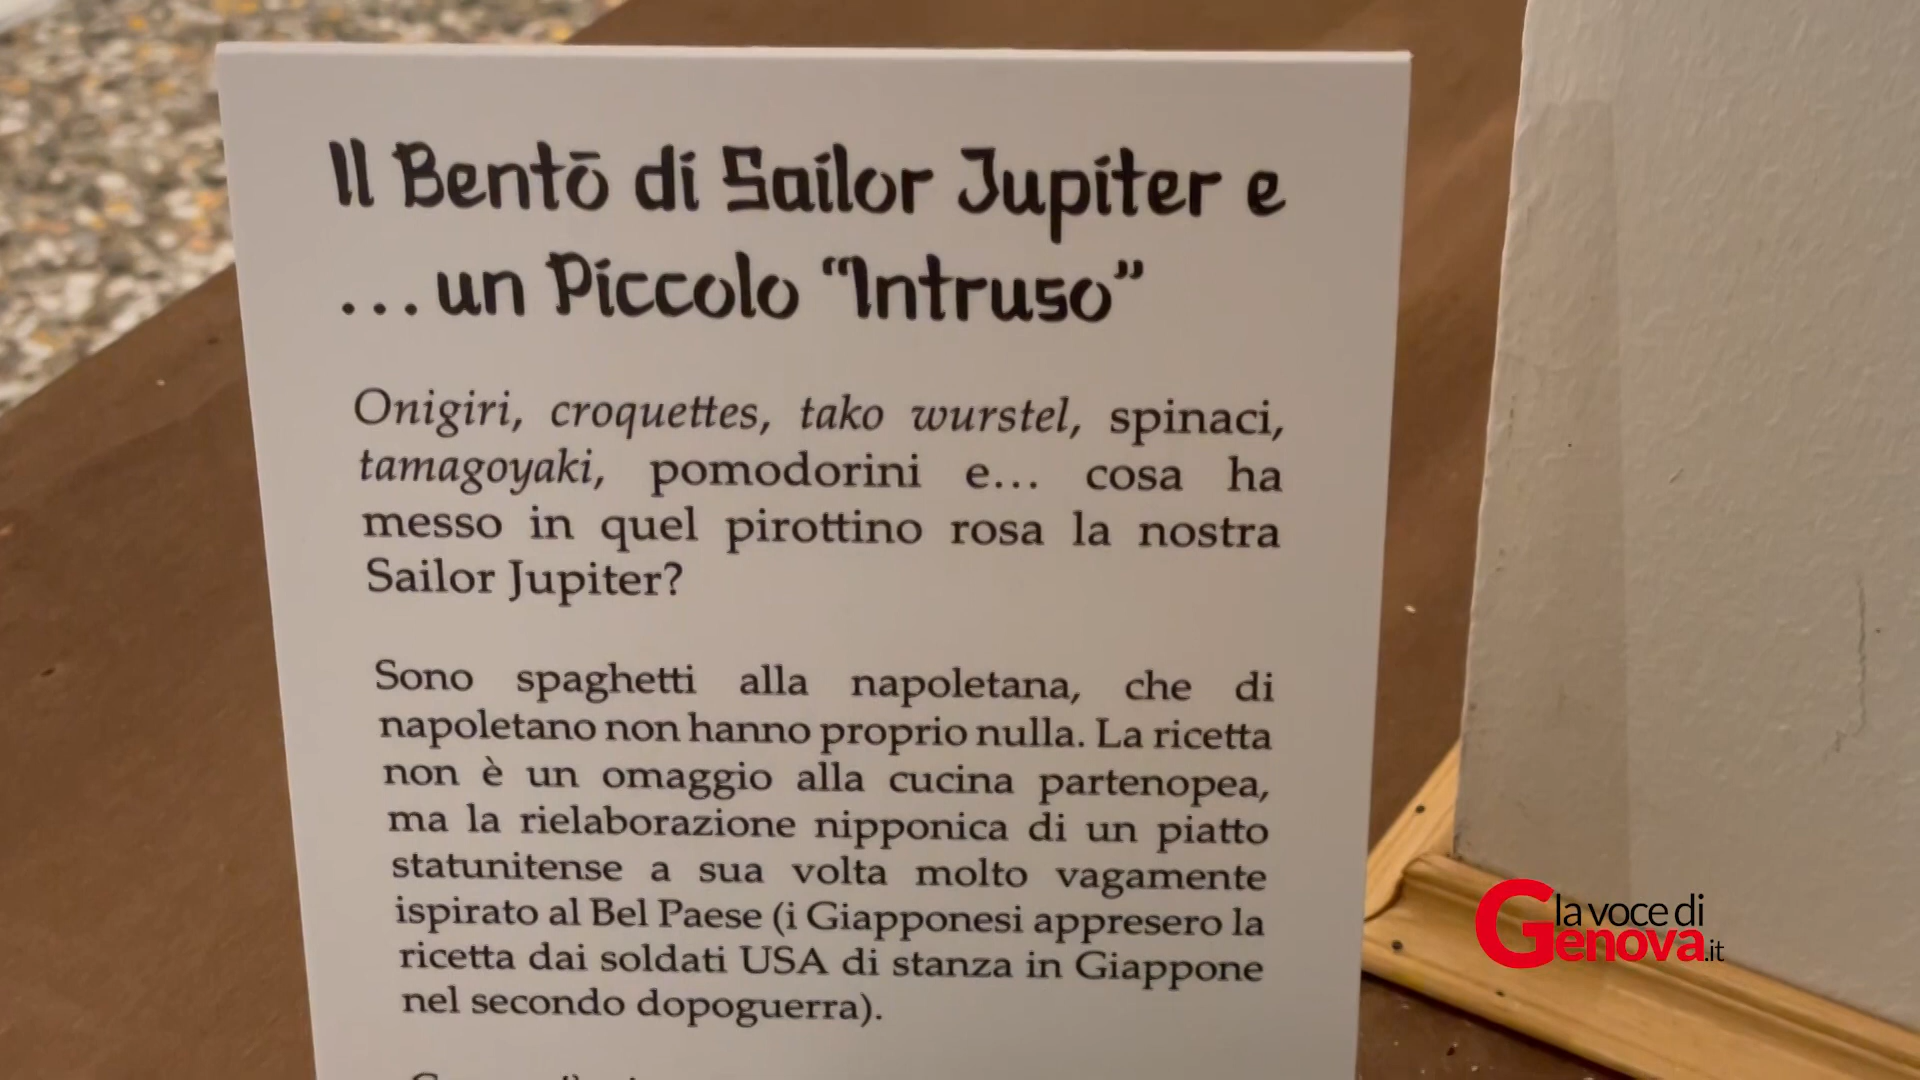 Il Bentō di Sailor Jupiter e
...un Piccolo “Intruso”
Onigiri, croquettes, tako wurstel, spinaci,
tamagoyaki, pomodorini e... cosa ha
messo in quel pirottino rosa la nostra
Sailor Jupiter?
Sono spaghetti alla napoletana, che di
napoletano non hanno proprio nulla. La ricetta
non è un omaggio alla cucina partenopea,
ma la rielaborazione nipponica di un piatto
statunitense a sua volta molto vagamente
ispirato al Bel Paese (i Giapponesi appresero la
ricetta dai soldati USA di stanza in Giappone
nel secondo dopoguerra).
la voce di
Genova.it